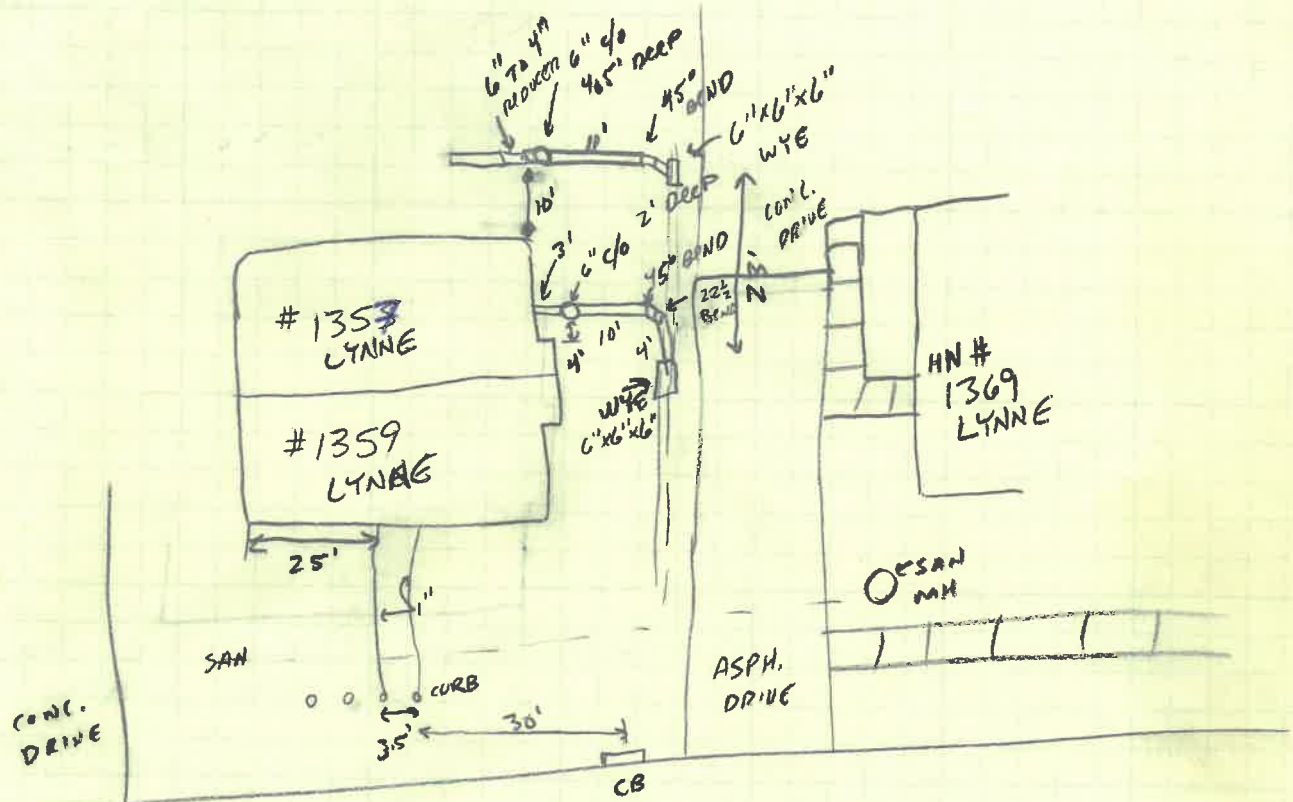 6" TO 4"
REDUCER
6" C/O
4.5' DEEP
45° BEND
6"x6"x6"
WYE
11'
10'
2' DEEP
CONC.
DRIVE
3'
6" C/O
45° BEND
22½
BEND
N
10'
4'
4'
WYE
6"x6"x6"
# 1353
LYNNE
#1359
LYNNE
HN #
1369
LYNNE
25'
1"
SAN
MH
SAN
CURB
ASPH.
DRIVE
CONC.
DRIVE
3.5'
30'
CB